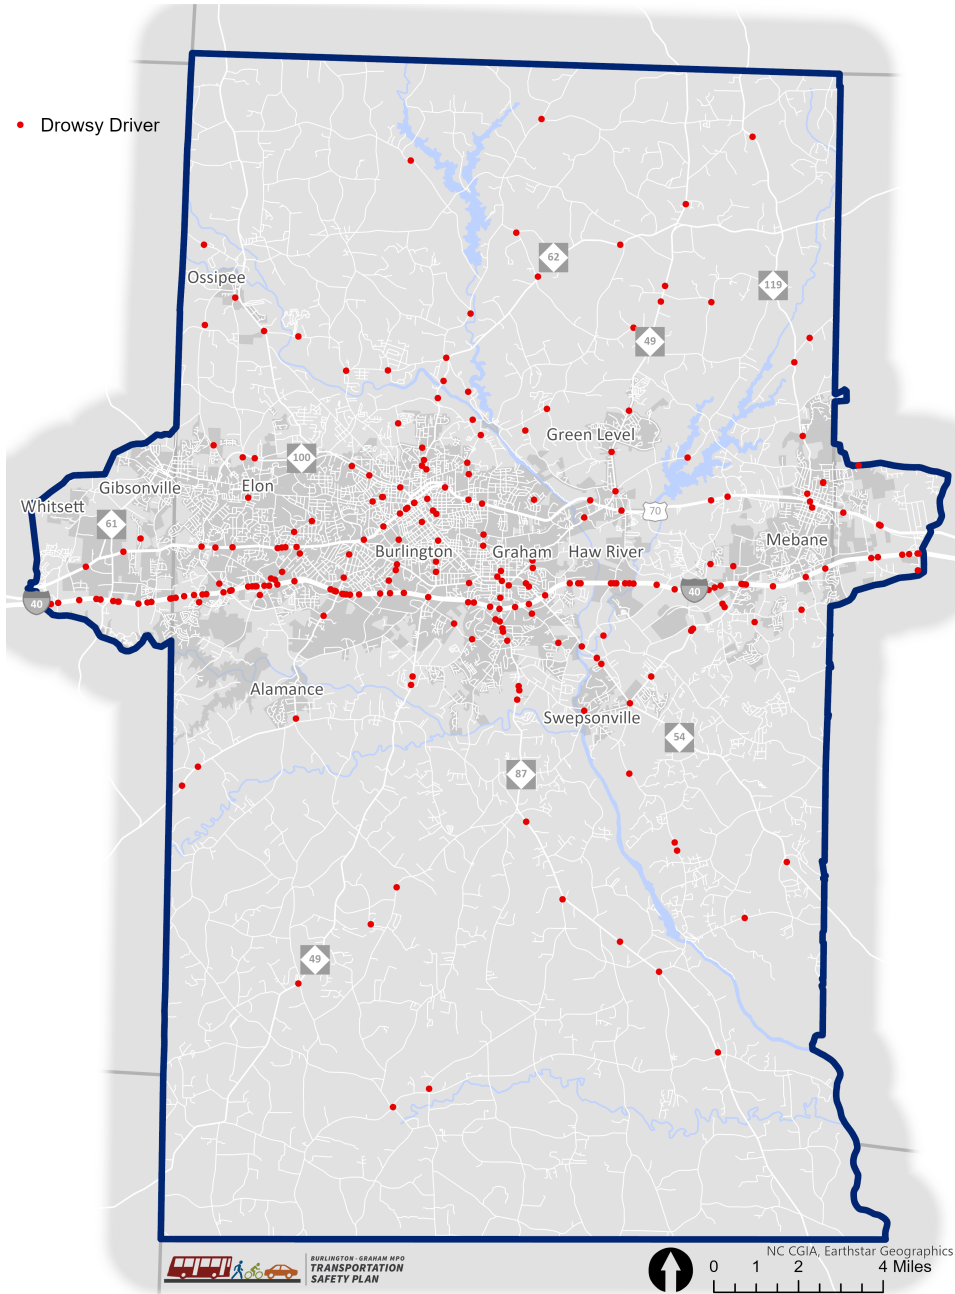 Drowsy Driver
62
Ossipee
119
49
Green Level
100
Gibsonville
Elon
Whitsett
61
70
Mebane
Burlington
Graham
Haw River
40
40
Alamance
Swepsonville
54
87
49
NC CGIA, Earthstar Geographics
BURLINGTON - GRAHAM MPO
TRANSPORTATION
SAFETY PLAN
0 1 2 4 Miles